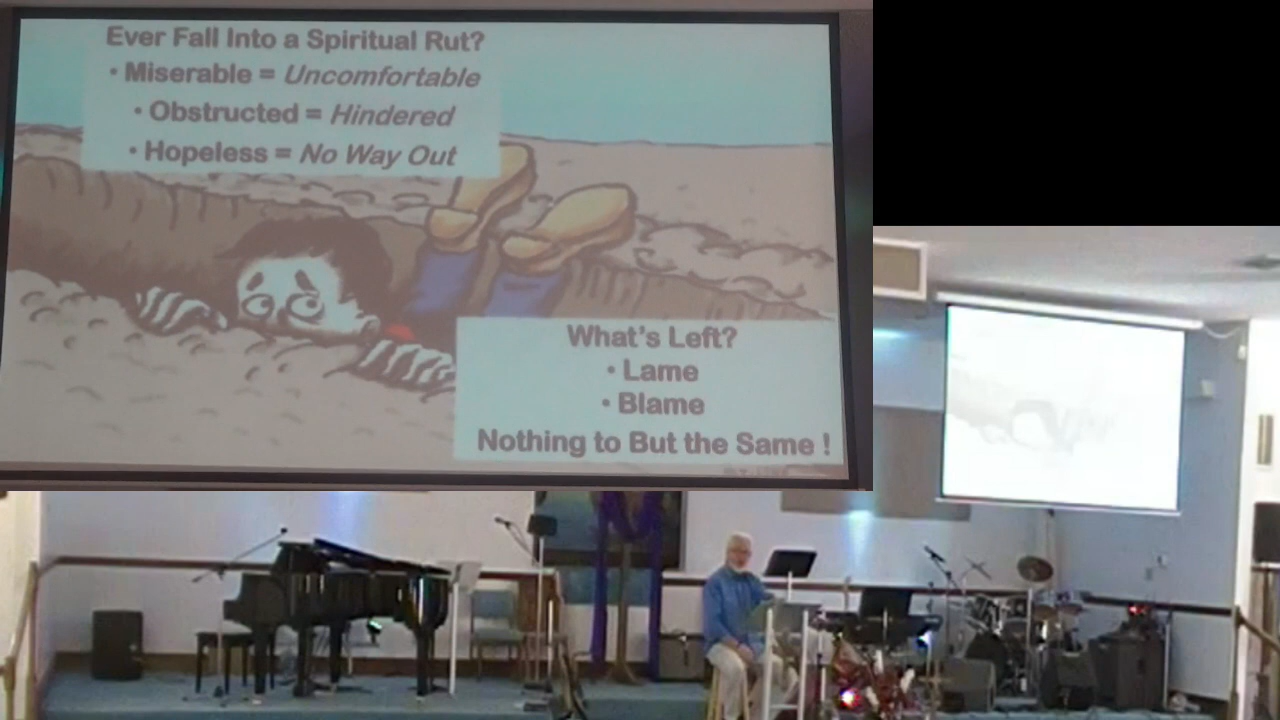 Ever Fall Into a Spiritual Rut?
• Miserable = Uncomfortable
• Obstructed = Hindered
• Hopeless = No Way Out
What's Left?
• Lame
• Blame
Nothing to But the Same !